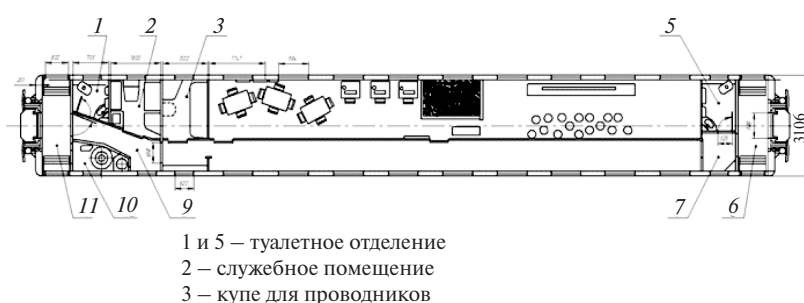 1 2 3 5
3106
11 10 9 7 6
1 и 5 – туалетное отделение
2 – служебное помещение
3 – купе для проводников